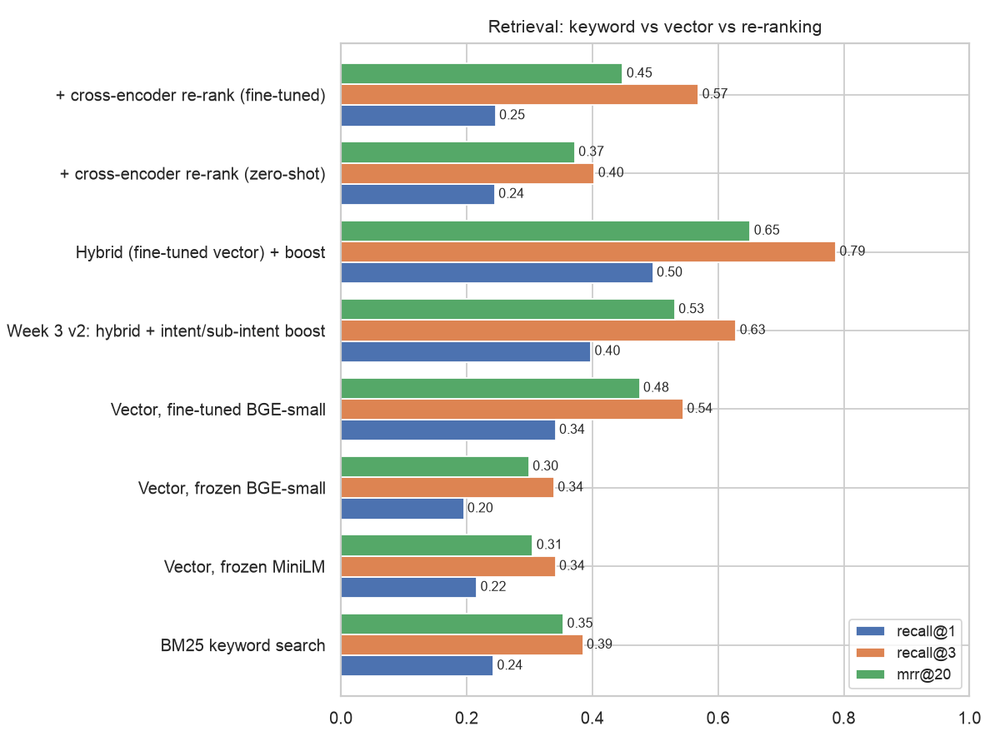 Retrieval: keyword vs vector vs re-ranking
+ cross-encoder re-rank (fine-tuned)
0.45
0.57
0.25
+ cross-encoder re-rank (zero-shot)
0.37
0.40
0.24
Hybrid (fine-tuned vector) + boost
0.65
0.79
0.50
Week 3 v2: hybrid + intent/sub-intent boost
0.53
0.63
0.40
Vector, fine-tuned BGE-small
0.48
0.54
0.34
Vector, frozen BGE-small
0.30
0.34
0.20
Vector, frozen MiniLM
0.31
0.34
0.22
BM25 keyword search
0.35
0.39
0.24
recall@1
recall@3
mrr@20
0.0 0.2 0.4 0.6 0.8 1.0